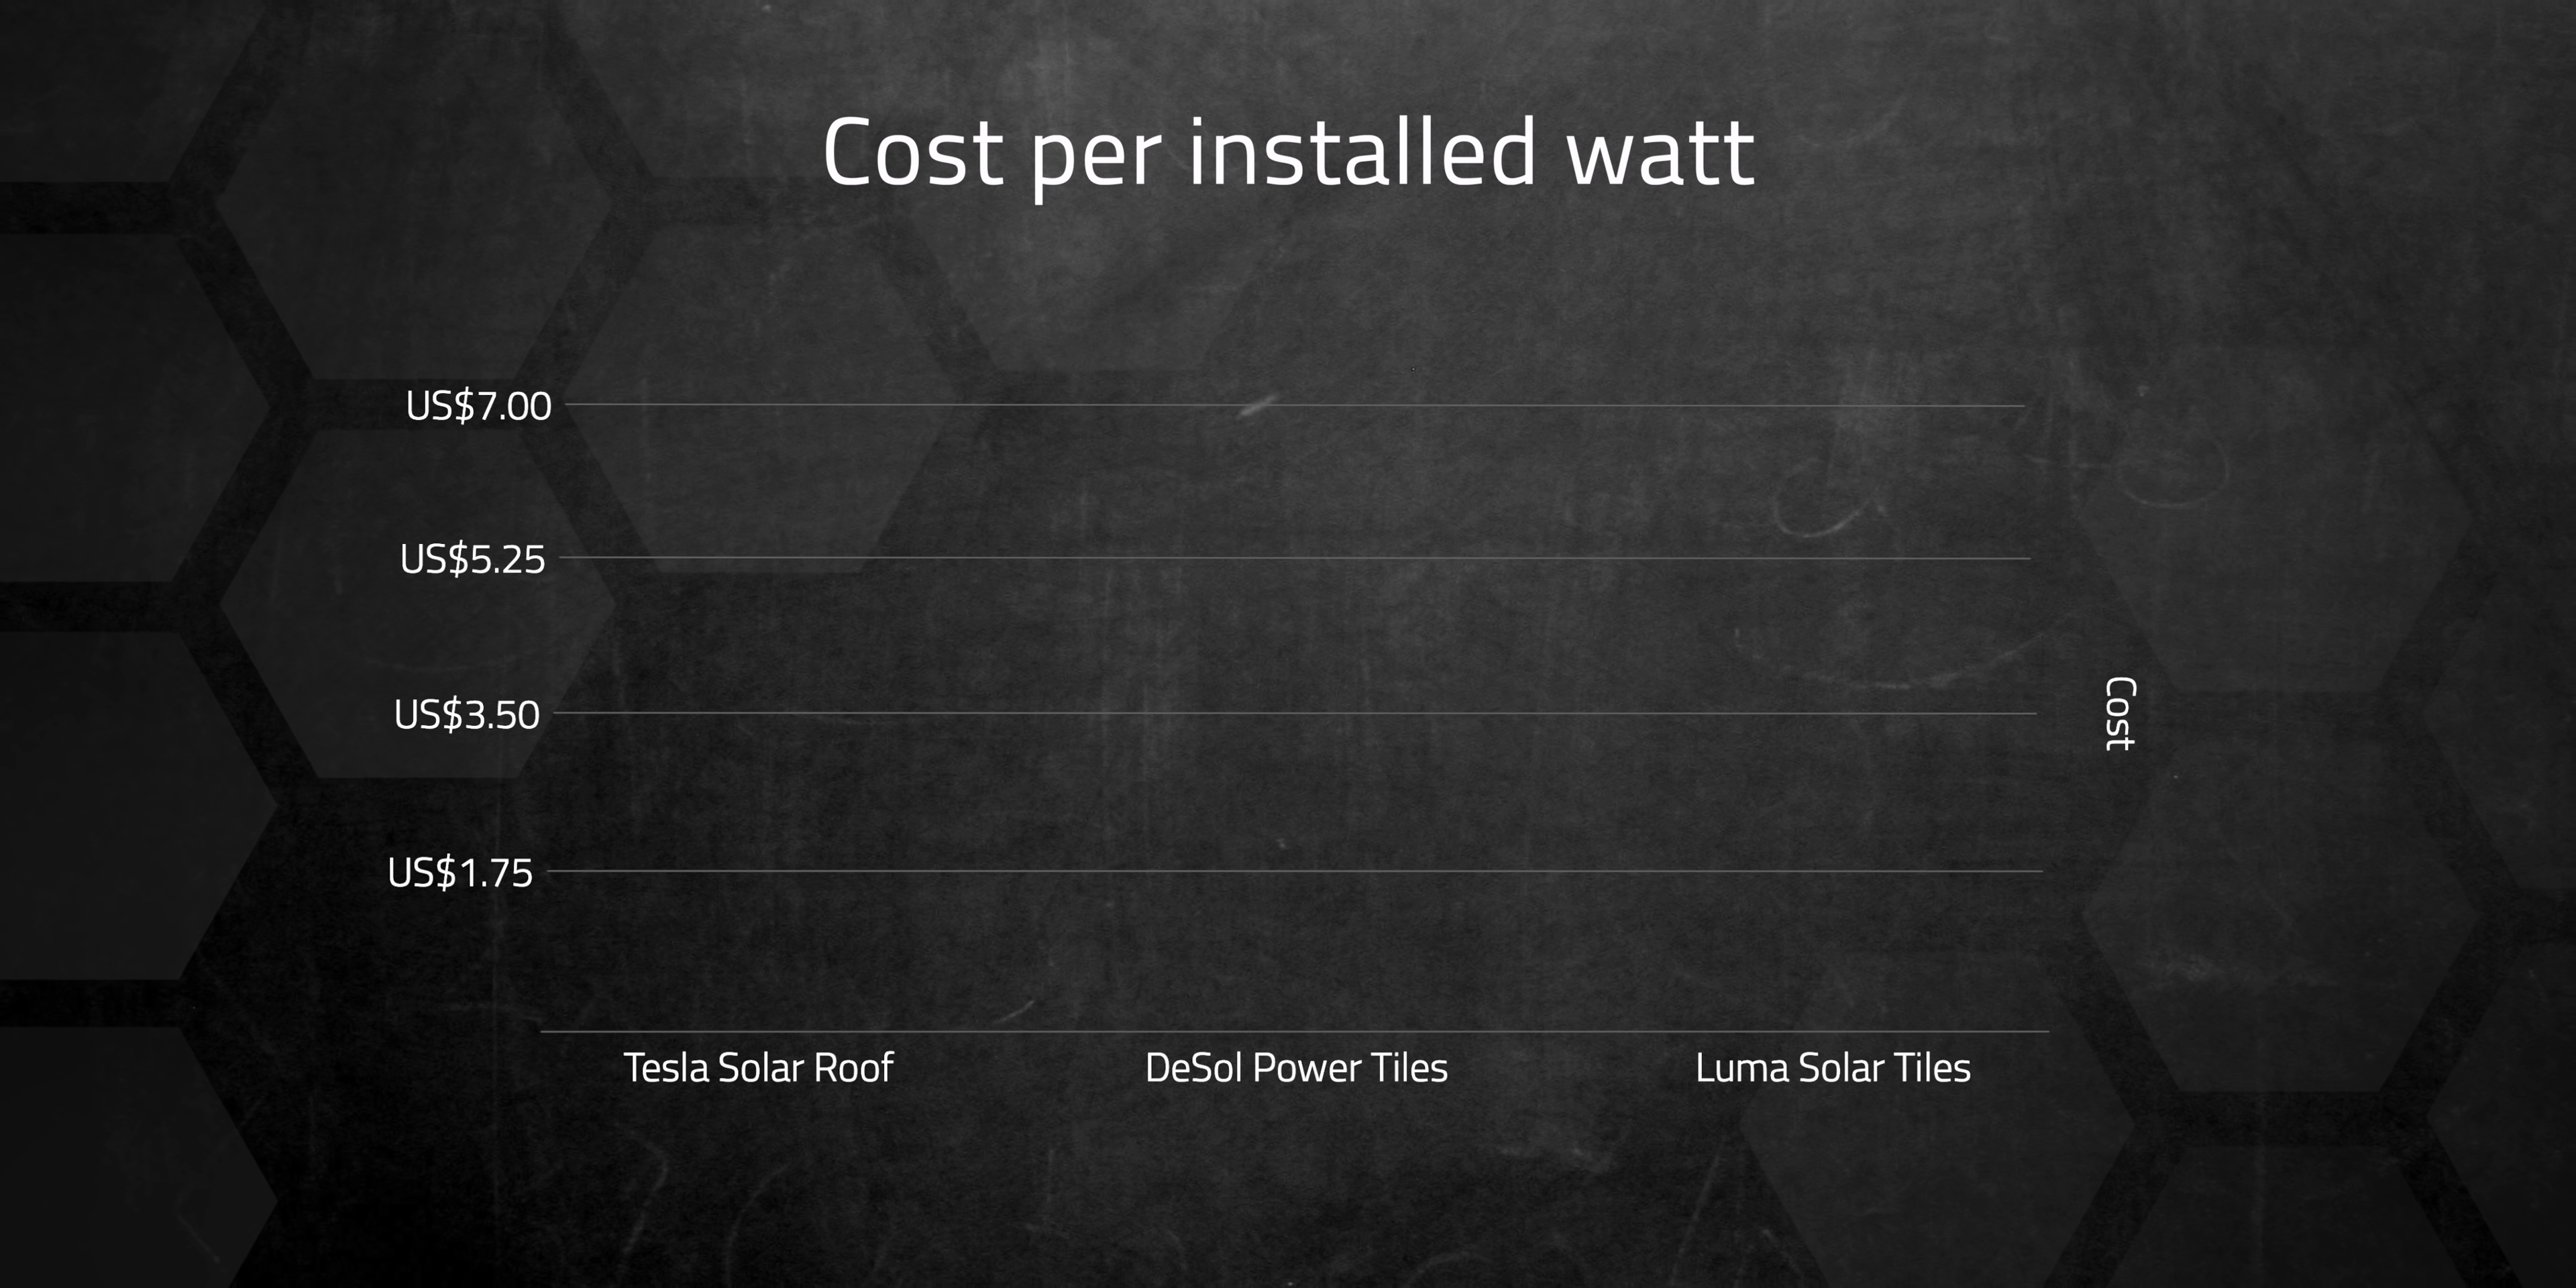 Cost per installed watt
US$7.00
US$5.25
US$3.50
US$1.75
Cost
Tesla Solar Roof
DeSol Power Tiles
Luma Solar Tiles